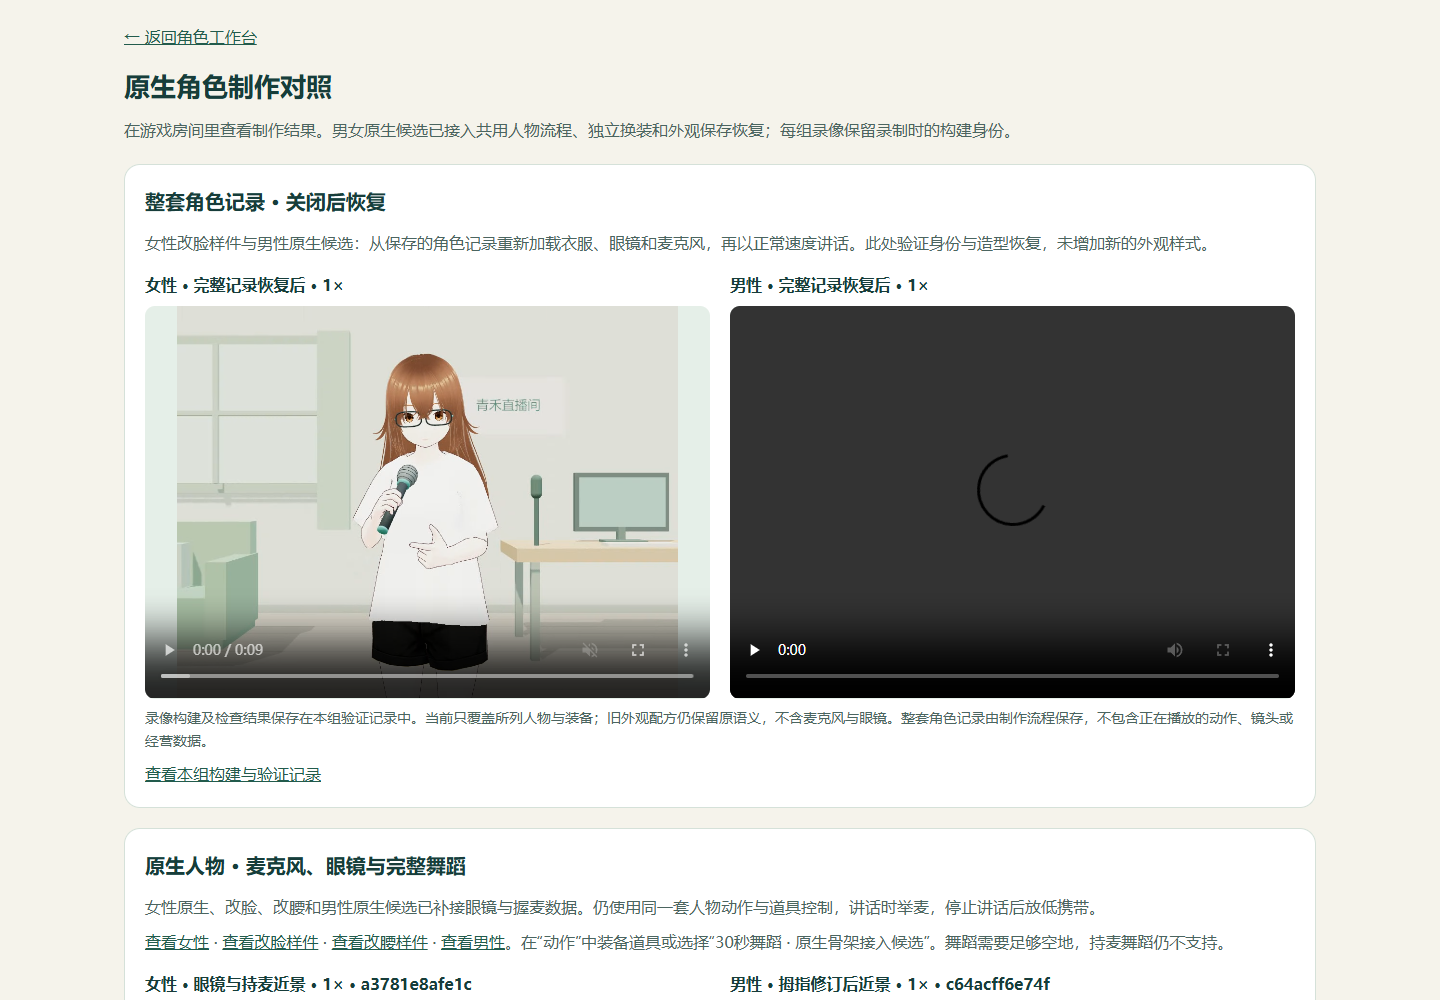 ← 返回角色工作台
原生角色制作对照
在游戏房间里查看制作结果。男女原生候选已接入共用人物流程、独立换装和外观保存恢复；每组录像保留录制时的构建身份。
整套角色记录 • 关闭后恢复
女性改脸样件与男性原生候选：从保存的角色记录重新加载衣服、眼镜和麦克风，再以正常速度讲话。此处验证身份与造型恢复，未增加新的外观样式。
女性 • 完整记录恢复后 • 1×
男性 • 完整记录恢复后 • 1×
青禾直播间
0:00 / 0:09
0:00
录像构建及检查结果保存在本组验证记录中。当前只覆盖所列人物与装备；旧外观配方仍保留原语义，不含麦克风与眼镜。整套角色记录由制作流程保存，不包含正在播放的动作、镜头或
经营数据。
查看本组构建与验证记录
原生人物 • 麦克风、眼镜与完整舞蹈
女性原生、改脸、改腰和男性原生候选已补接眼镜与握麦数据。仍使用同一套人物动作与道具控制，讲话时举麦，停止讲话后放低携带。
查看女性 · 查看改脸样件 · 查看改腰样件 · 查看男性。在“动作”中装备道具或选择“30秒舞蹈 · 原生骨架接入候选”。舞蹈需要足够空地，持麦舞蹈仍不支持。
女性 • 眼镜与持麦近景 • 1× • a3781e8afe1c
男性 • 拇指修订后近景 • 1× • c64acff6e74f